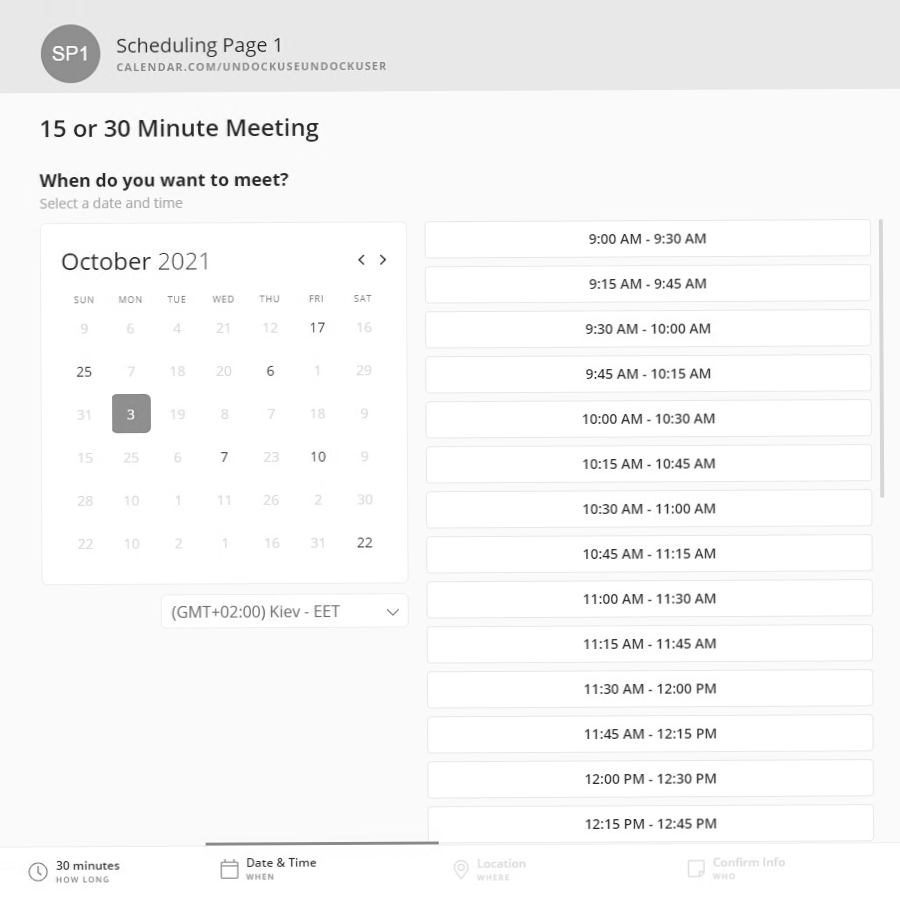 SP1
Scheduling Page 1
CALENDAR.COM/UNDOCKUSEUNDOCKUSER
15 or 30 Minute Meeting
When do you want to meet?
Select a date and time
October 2021
SUN MON TUE WED THU FRI SAT
9 6 4 21 12 17 16
25 7 18 20 6 1 29
31 3 19 8 7 18 9
15 25 6 7 23 10 9
28 10 1 11 26 2 30
22 10 2 1 16 31 22
(GMT+02:00) Kiev - EET
9:00 AM - 9:30 AM
9:15 AM - 9:45 AM
9:30 AM - 10:00 AM
9:45 AM - 10:15 AM
10:00 AM - 10:30 AM
10:15 AM - 10:45 AM
10:30 AM - 11:00 AM
10:45 AM - 11:15 AM
11:00 AM - 11:30 AM
11:15 AM - 11:45 AM
11:30 AM - 12:00 PM
11:45 AM - 12:15 PM
12:00 PM - 12:30 PM
12:15 PM - 12:45 PM
30 minutes
HOW LONG
Date & Time
WHEN
Location
WHERE
Confirm Info
WHO